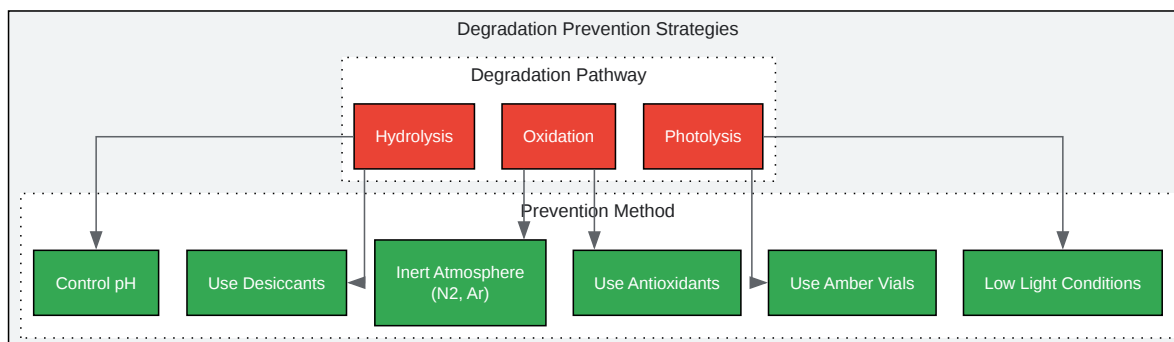 Degradation Prevention Strategies
Degradation Pathway
Hydrolysis
Oxidation
Photolysis
Prevention Method
Control pH
Use Desiccants
Inert Atmosphere
(N2, Ar)
Use Antioxidants
Use Amber Vials
Low Light Conditions